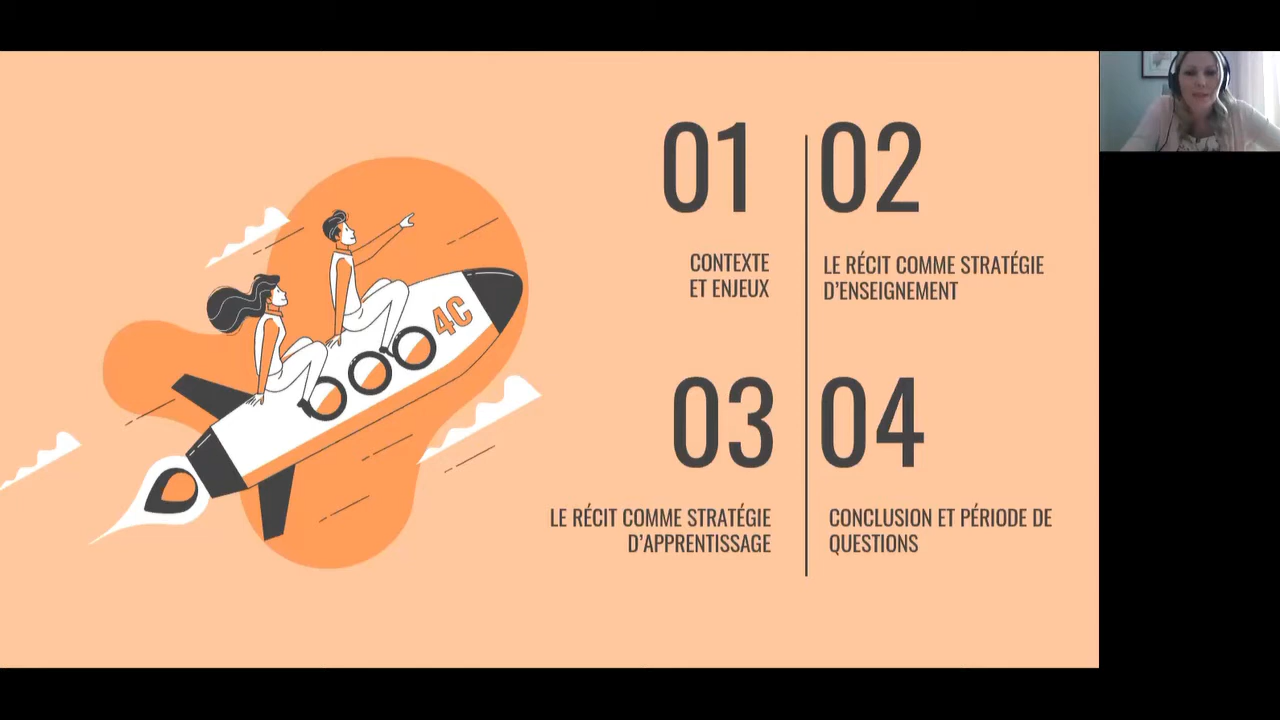 4C
01
CONTEXTE
ET ENJEUX
02
LE RÉCIT COMME STRATÉGIE
D’ENSEIGNEMENT
03
LE RÉCIT COMME STRATÉGIE
D’APPRENTISSAGE
04
CONCLUSION ET PÉRIODE DE
QUESTIONS